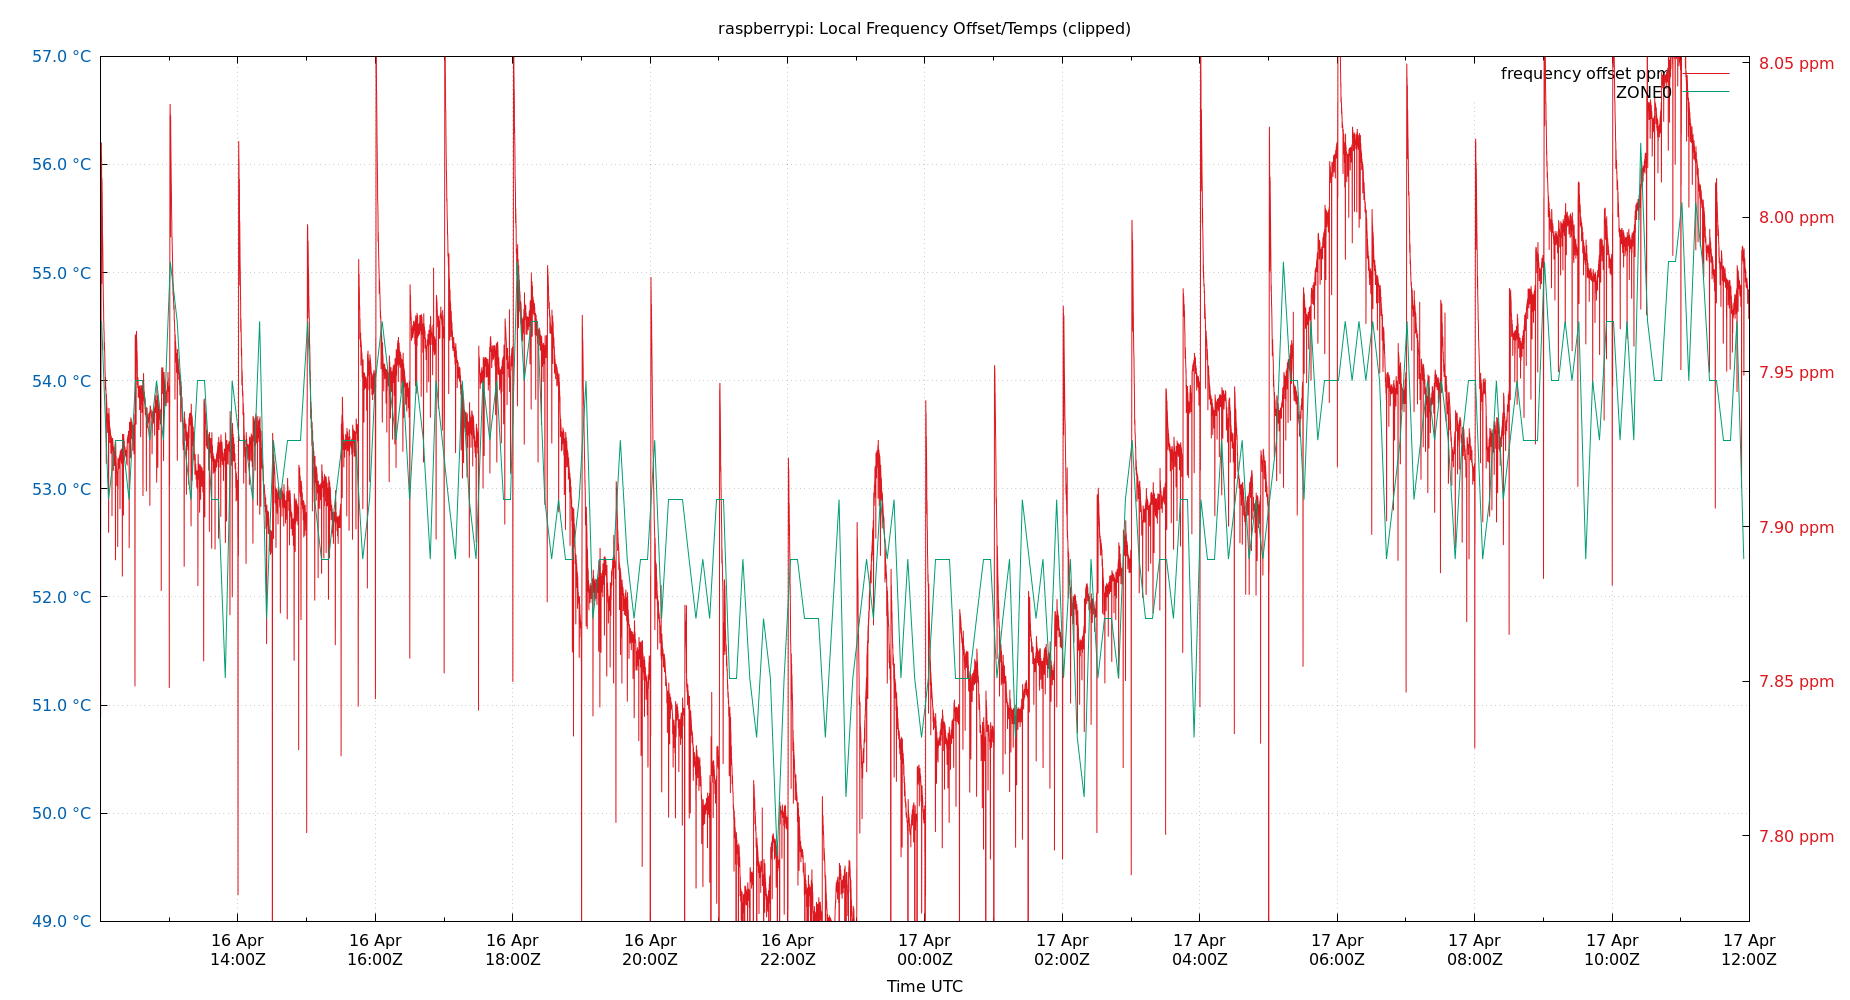 raspberrypi: Local Frequency Offset/Temps (clipped)
57.0 °C
56.0 °C
55.0 °C
54.0 °C
53.0 °C
52.0 °C
51.0 °C
50.0 °C
49.0 °C
8.05 ppm
8.00 ppm
7.95 ppm
7.90 ppm
7.85 ppm
7.80 ppm
frequency offset ppm
ZONE0
16 Apr 16 Apr 16 Apr 16 Apr 16 Apr 17 Apr 17 Apr 17 Apr 17 Apr 17 Apr 17 Apr 17 Apr
14:00Z 16:00Z 18:00Z 20:00Z 22:00Z 00:00Z 02:00Z 04:00Z 06:00Z 08:00Z 10:00Z 12:00Z
Time UTC